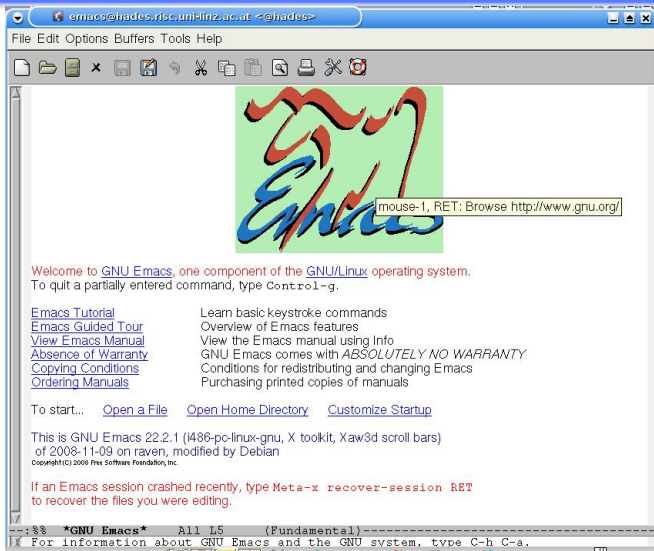 emacs@hades.risc.uni-linz.ac.at <@hades>
File Edit Options Buffers Tools Help
Emacs
mouse-1, RET: Browse http://www.gnu.org/
Welcome to GNU Emacs, one component of the GNU/Linux operating system.
To quit a partially entered command, type Control-g.
Emacs Tutorial Learn basic keystroke commands
Emacs Guided Tour Overview of Emacs features
View Emacs Manual View the Emacs manual using Info
Absence of Warranty GNU Emacs comes with ABSOLUTELY NO WARRANTY
Copying Conditions Conditions for redistributing and changing Emacs
Ordering Manuals Purchasing printed copies of manuals
To start... Open a File Open Home Directory Customize Startup
This is GNU Emacs 22.2.1 (i486-pc-linux-gnu, X toolkit, Xaw3d scroll bars)
of 2008-11-09 on raven, modified by Debian
Copyright (C) 2008 Free Software Foundation, Inc.
If an Emacs session crashed recently, type Meta-x recover-session RET
to recover the files you were editing.
--:%% *GNU Emacs* All L5 (Fundamental)----
For information about GNU Emacs and the GNU system, type C-h C-a.